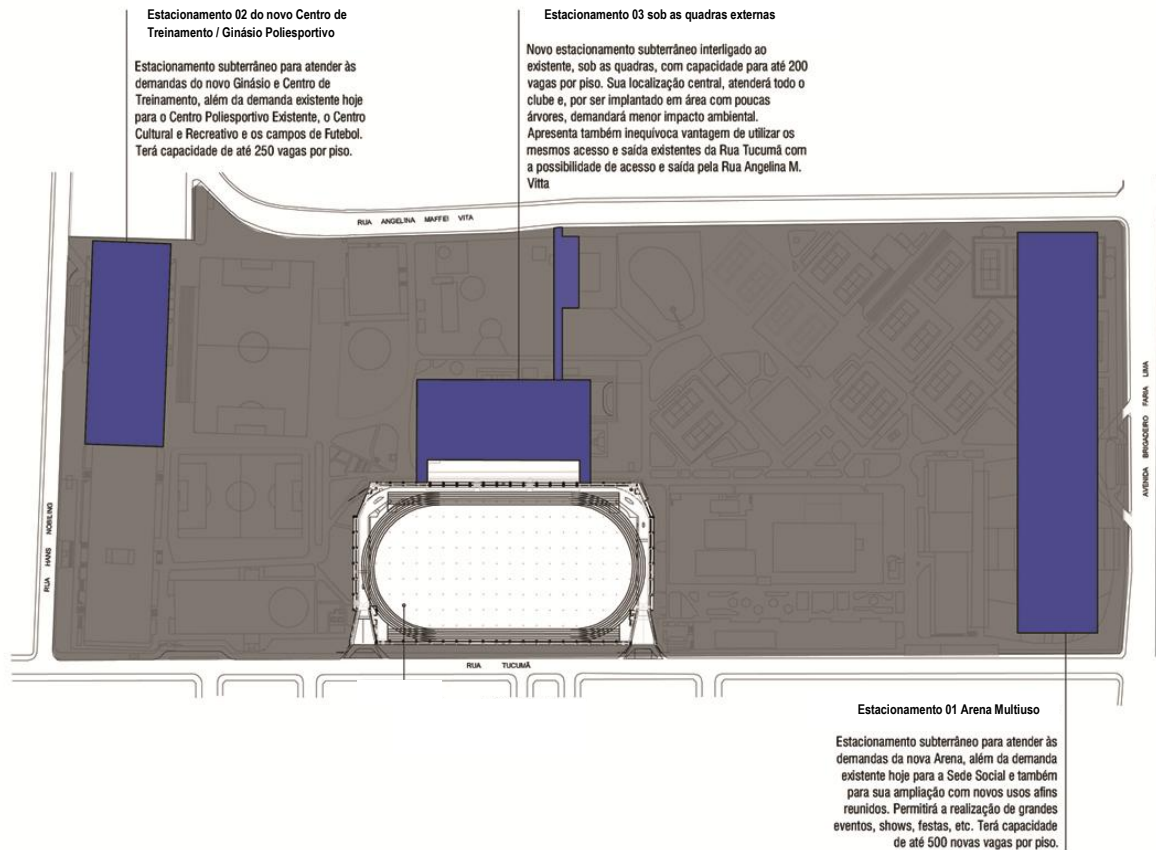 Estacionamento 02 do novo Centro de
Treinamento / Ginásio Poliesportivo
Estacionamento subterrâneo para atender às
demandas do novo Ginásio e Centro de
Treinamento, além da demanda existente hoje
para o Centro Poliesportivo Existente, o Centro
Cultural e Recreativo e os campos de Futebol.
Terá capacidade de até 250 vagas por piso.
Estacionamento 03 sob as quadras externas
Novo estacionamento subterrâneo interligado ao
existente, sob as quadras, com capacidade para até 200
vagas por piso. Sua localização central, atenderá todo o
clube e, por ser implantado em área com poucas
árvores, demandará menor impacto ambiental.
Apresenta também inequívoca vantagem de utilizar os
mesmos acesso e saída existentes da Rua Tucumã com
a possibilidade de acesso e saída pela Rua Angelina M.
Vitta
RUA ANGELINA MAFFEI VITA
RUA HANS NOBILING
AVENIDA BRIGADEIRO FARIA LIMA
RUA TUCUMÃ
Estacionamento 01 Arena Multiuso
Estacionamento subterrâneo para atender às
demandas da nova Arena, além da demanda
existente hoje para a Sede Social e também
para sua ampliação com novos usos afins
reunidos. Permitirá a realização de grandes
eventos, shows, festas, etc. Terá capacidade
de até 500 novas vagas por piso.